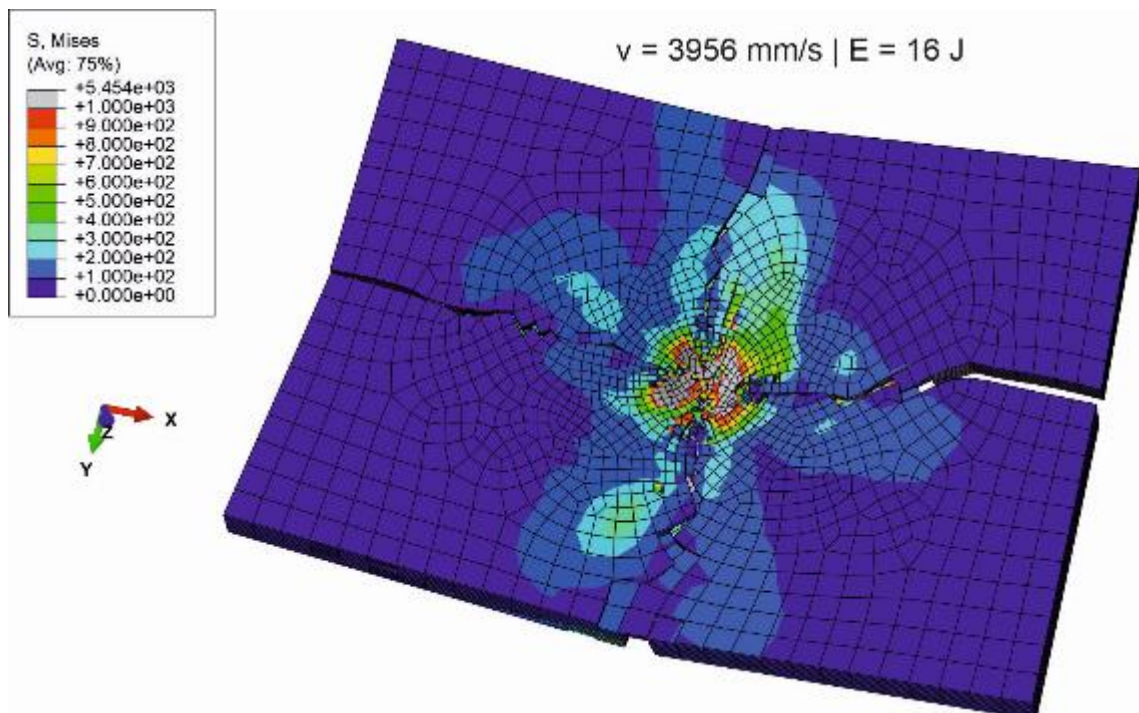 S, Mises
(Avg: 75%)
+5.454e+03
+1.000e+03
+9.000e+02
+8.000e+02
+7.000e+02
+6.000e+02
+5.000e+02
+4.000e+02
+3.000e+02
+2.000e+02
+1.000e+02
+0.000e+00
v = 3956 mm/s | E = 16 J
X
Z
Y